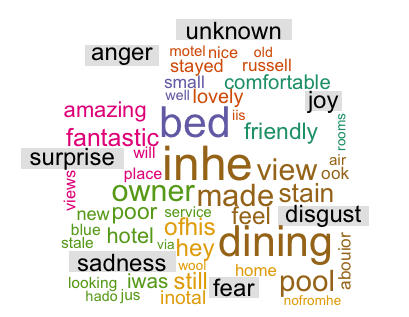 unknown
anger
motel nice old
stayed russell
small comfortable
well lovely iis
joy
amazing
bed
friendly
rooms
fantastic
surprise
will
inhe
view
air
place
ook
views
owner
made stain
new poor service
feel
disgust
blue
hotel
ofhis
dining
stale
via
hey
abouior
sadness
wool
home
looking iwas still
fear
pool
hado jus inotal
nofromhe